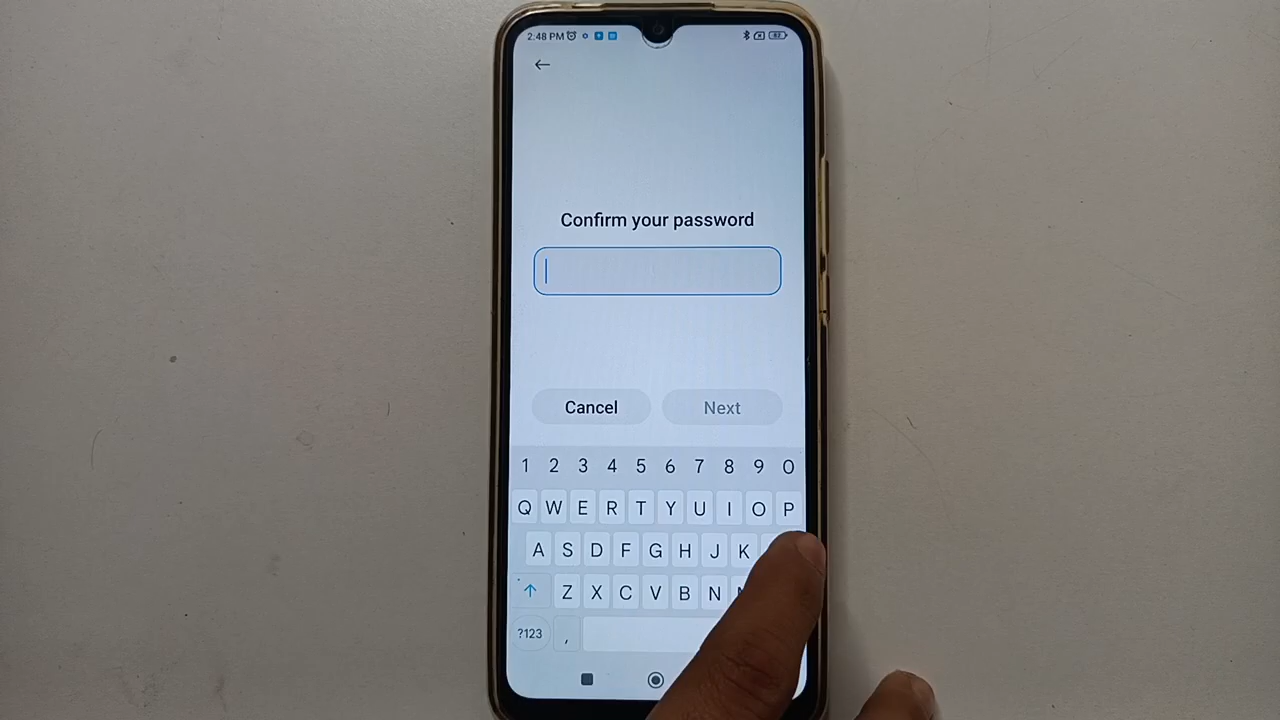 2:48 PM
92
Confirm your password
Cancel
Next
1 2 3 4 5 6 7 8 9 0
Q W E R T Y U I O P
A S D F G H J K
Z X C V B N
?123 ,